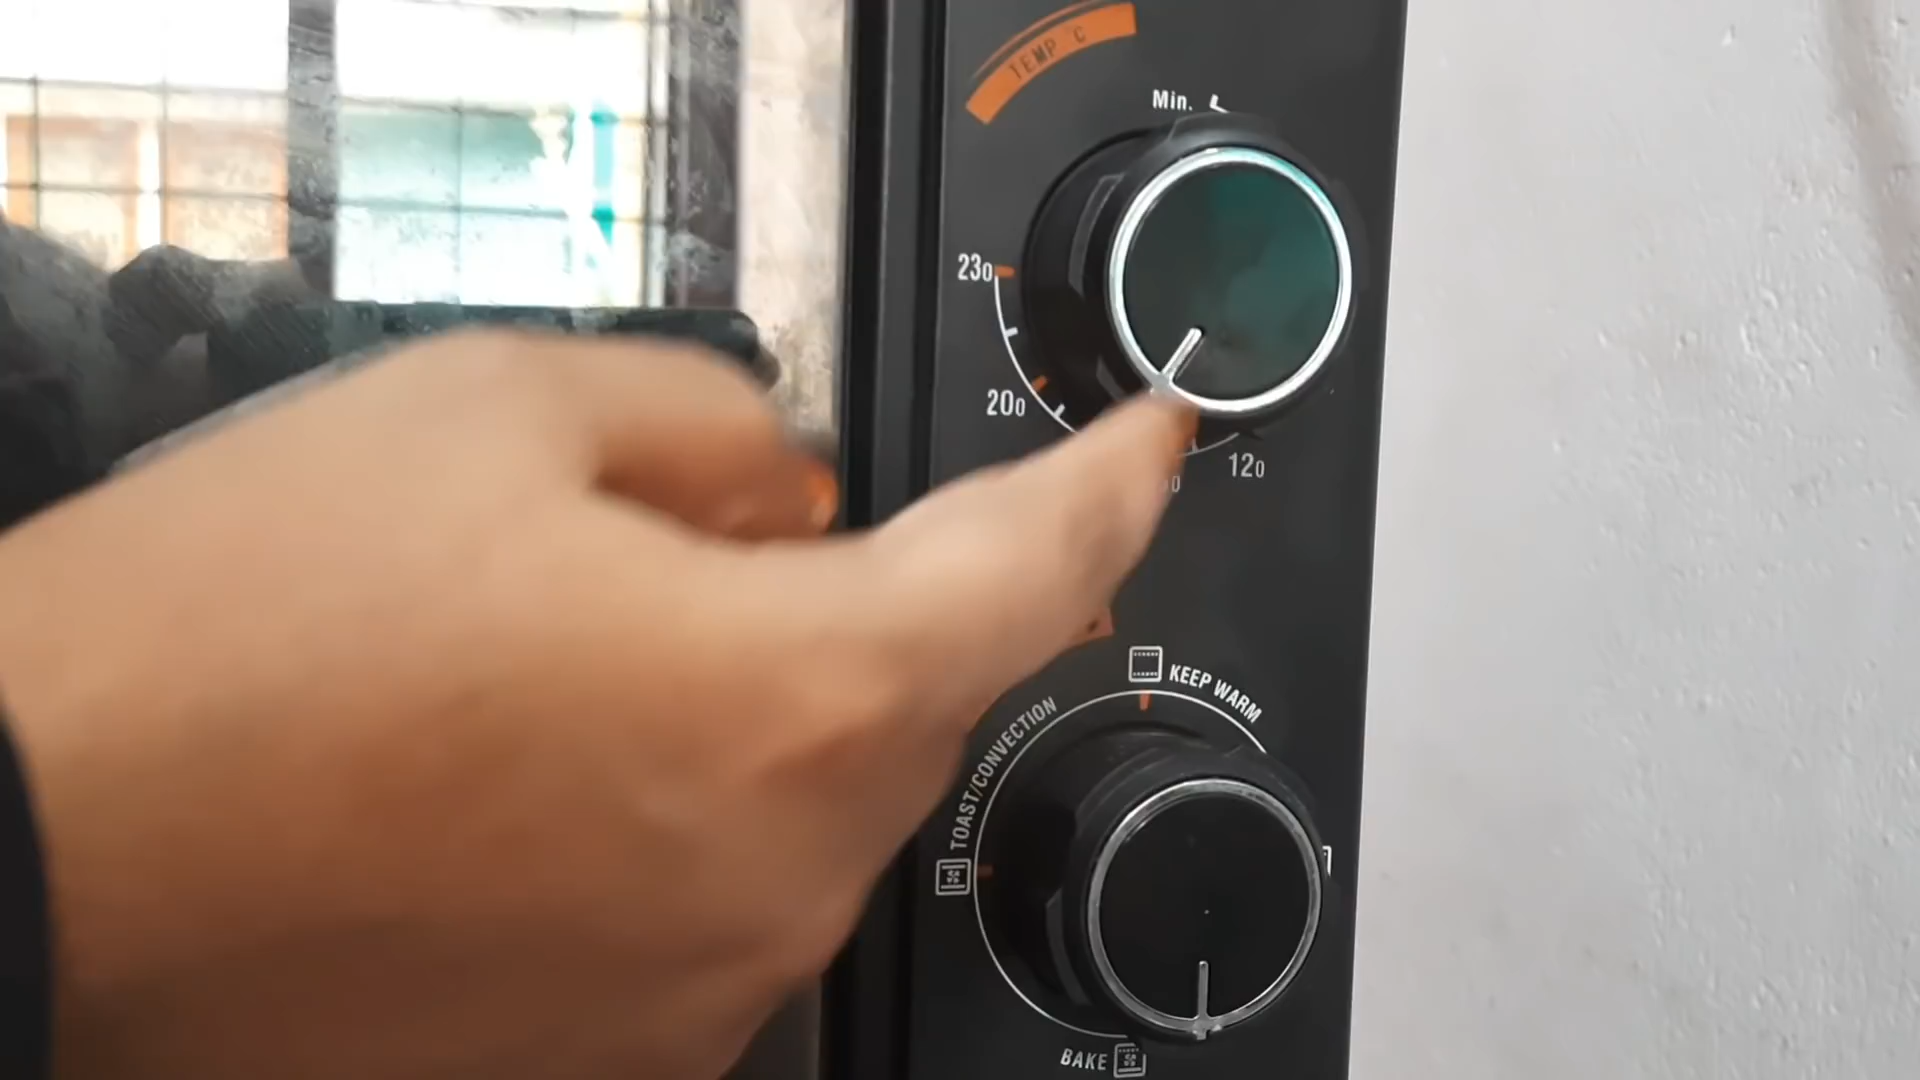 TEMP °C
Min.
230
200
120
KEEP WARM
TOAST/CONVECTION
BAKE